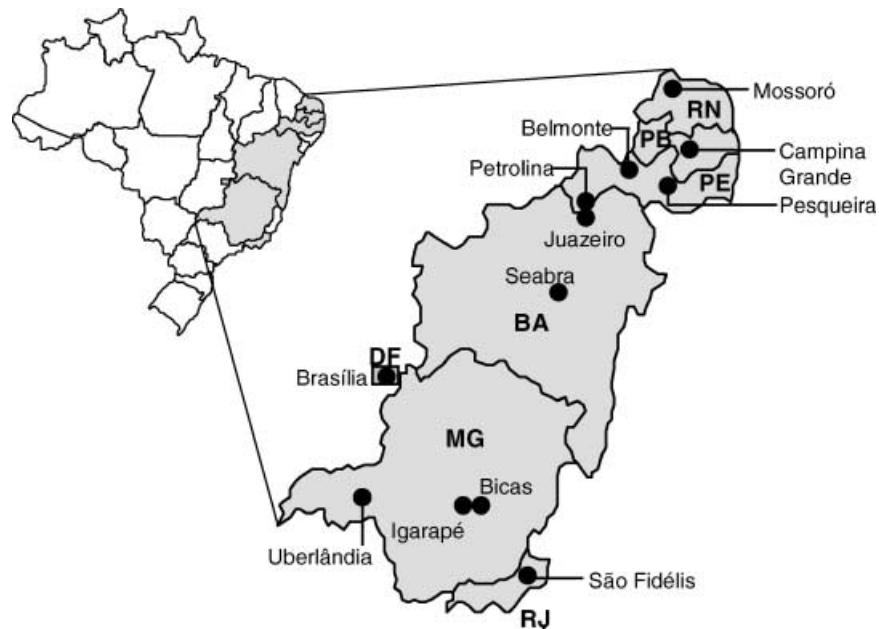 Mossoró
RN
Belmonte
PB
Campina
Grande
Petrolina
PE
Pesqueira
Juazeiro
Seabra
BA
DF
Brasília
MG
Bicas
Igarapé
Uberlândia
São Fidélis
RJ